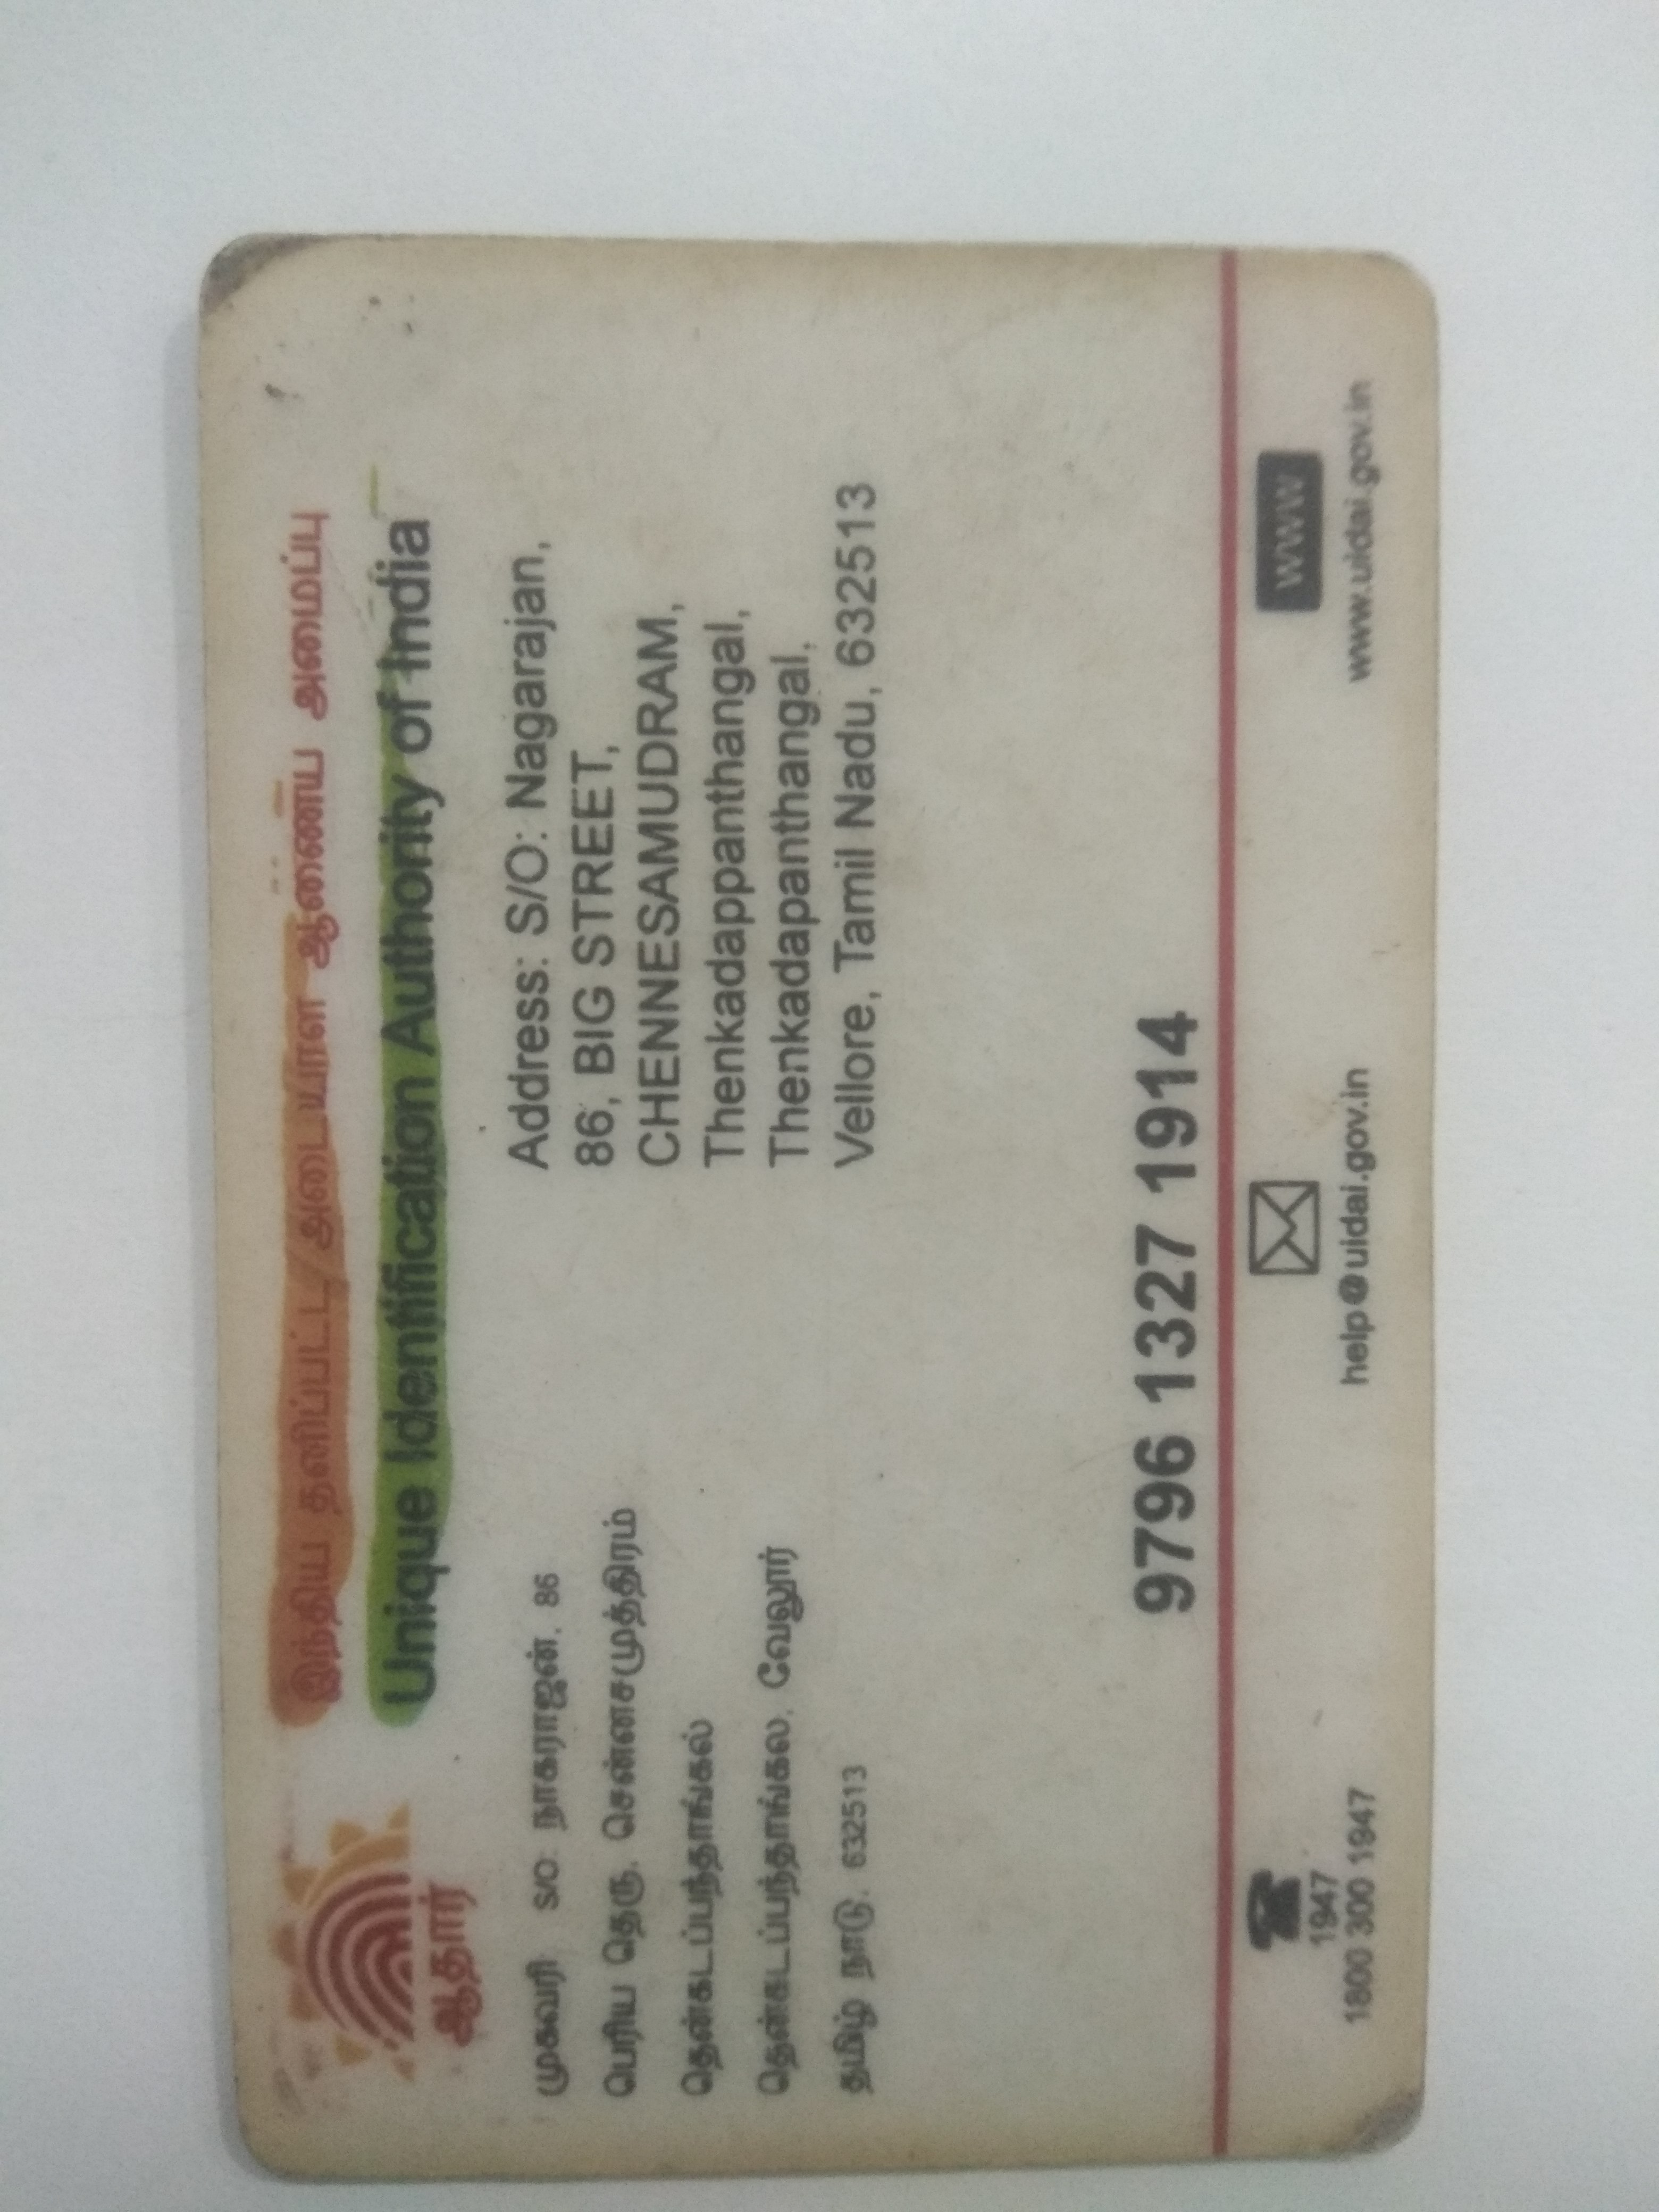 இந்திய தனிப்பட்ட அடையாள ஆணைய அமைப்பு
Unique Identification Authority of India
ஆதார்
முகவரி S/O: நாகராஜன், 86
பெரிய தெரு, சென்னசமுத்திரம்
தென்கடப்பந்தாங்கல்
தென்கடப்பந்தாங்கல, வேலூர்
தமிழ் நாடு, 632513
Address: S/O: Nagarajan,
86, BIG STREET,
CHENNESAMUDRAM,
Thenkadappanthangal,
Thenkadapanthangal,
Vellore, Tamil Nadu, 632513
9796 1327 1914
1947
1800 300 1947
help@uidai.gov.in
WWW
www.uidai.gov.in